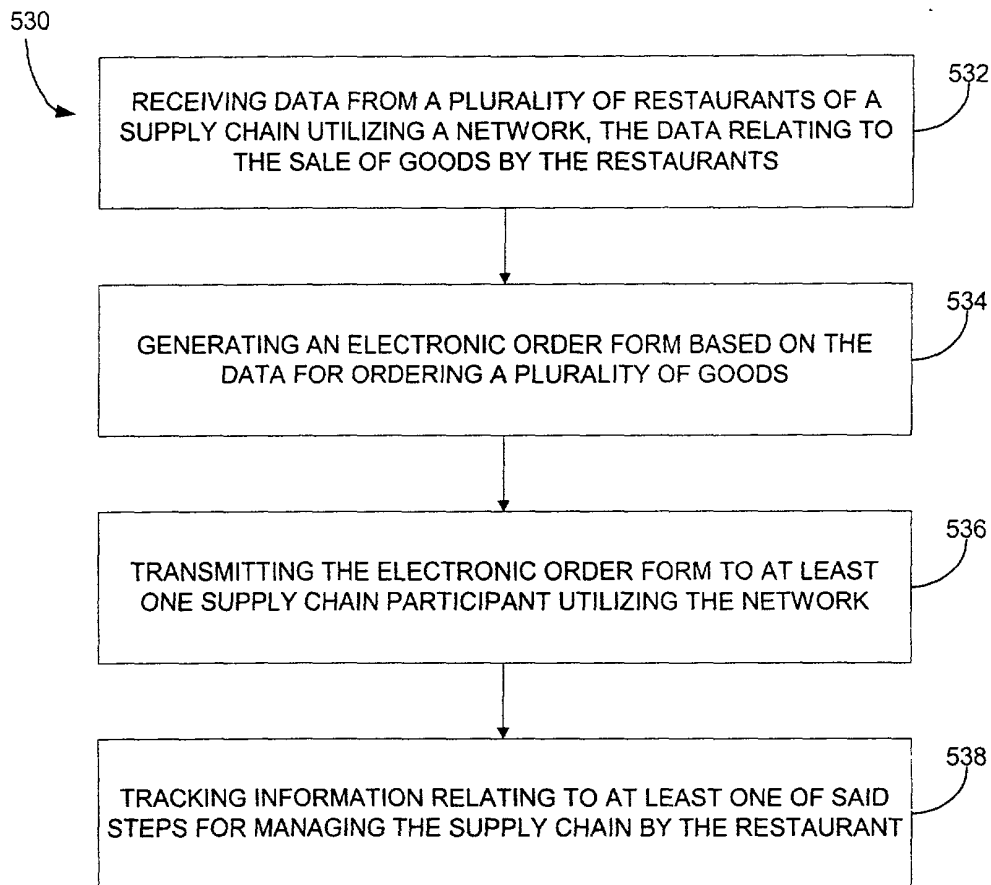 530
532
RECEIVING DATA FROM A PLURALITY OF RESTAURANTS OF A
SUPPLY CHAIN UTILIZING A NETWORK, THE DATA RELATING TO
THE SALE OF GOODS BY THE RESTAURANTS
534
GENERATING AN ELECTRONIC ORDER FORM BASED ON THE
DATA FOR ORDERING A PLURALITY OF GOODS
536
TRANSMITTING THE ELECTRONIC ORDER FORM TO AT LEAST
ONE SUPPLY CHAIN PARTICIPANT UTILIZING THE NETWORK
538
TRACKING INFORMATION RELATING TO AT LEAST ONE OF SAID
STEPS FOR MANAGING THE SUPPLY CHAIN BY THE RESTAURANT